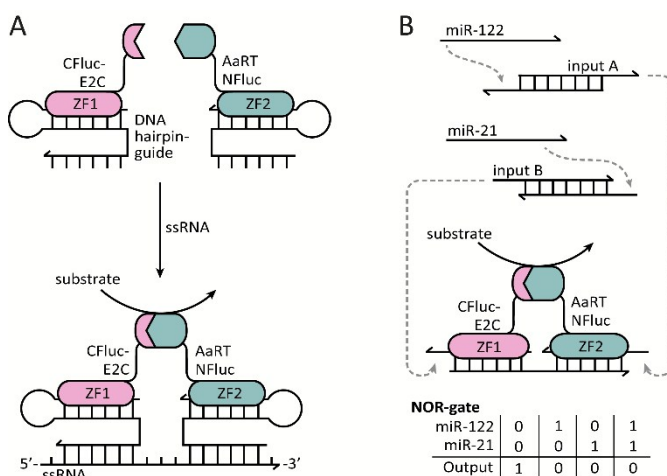 A
CFluc-
E2C
AaRT
NFluc
ZF1
ZF2
DNA
hairpin-
guide
ssRNA
substrate
CFluc-
E2C
AaRT
NFluc
ZF1
ZF2
5’-
-3’
ssRNA
B
miR-122
input A
miR-21
input B
substrate
CFluc-
E2C
AaRT
NFluc
ZF1
ZF2
NOR-gate
miR-122 0 1 0 1
miR-21 0 0 1 1
Output 1 0 0 0